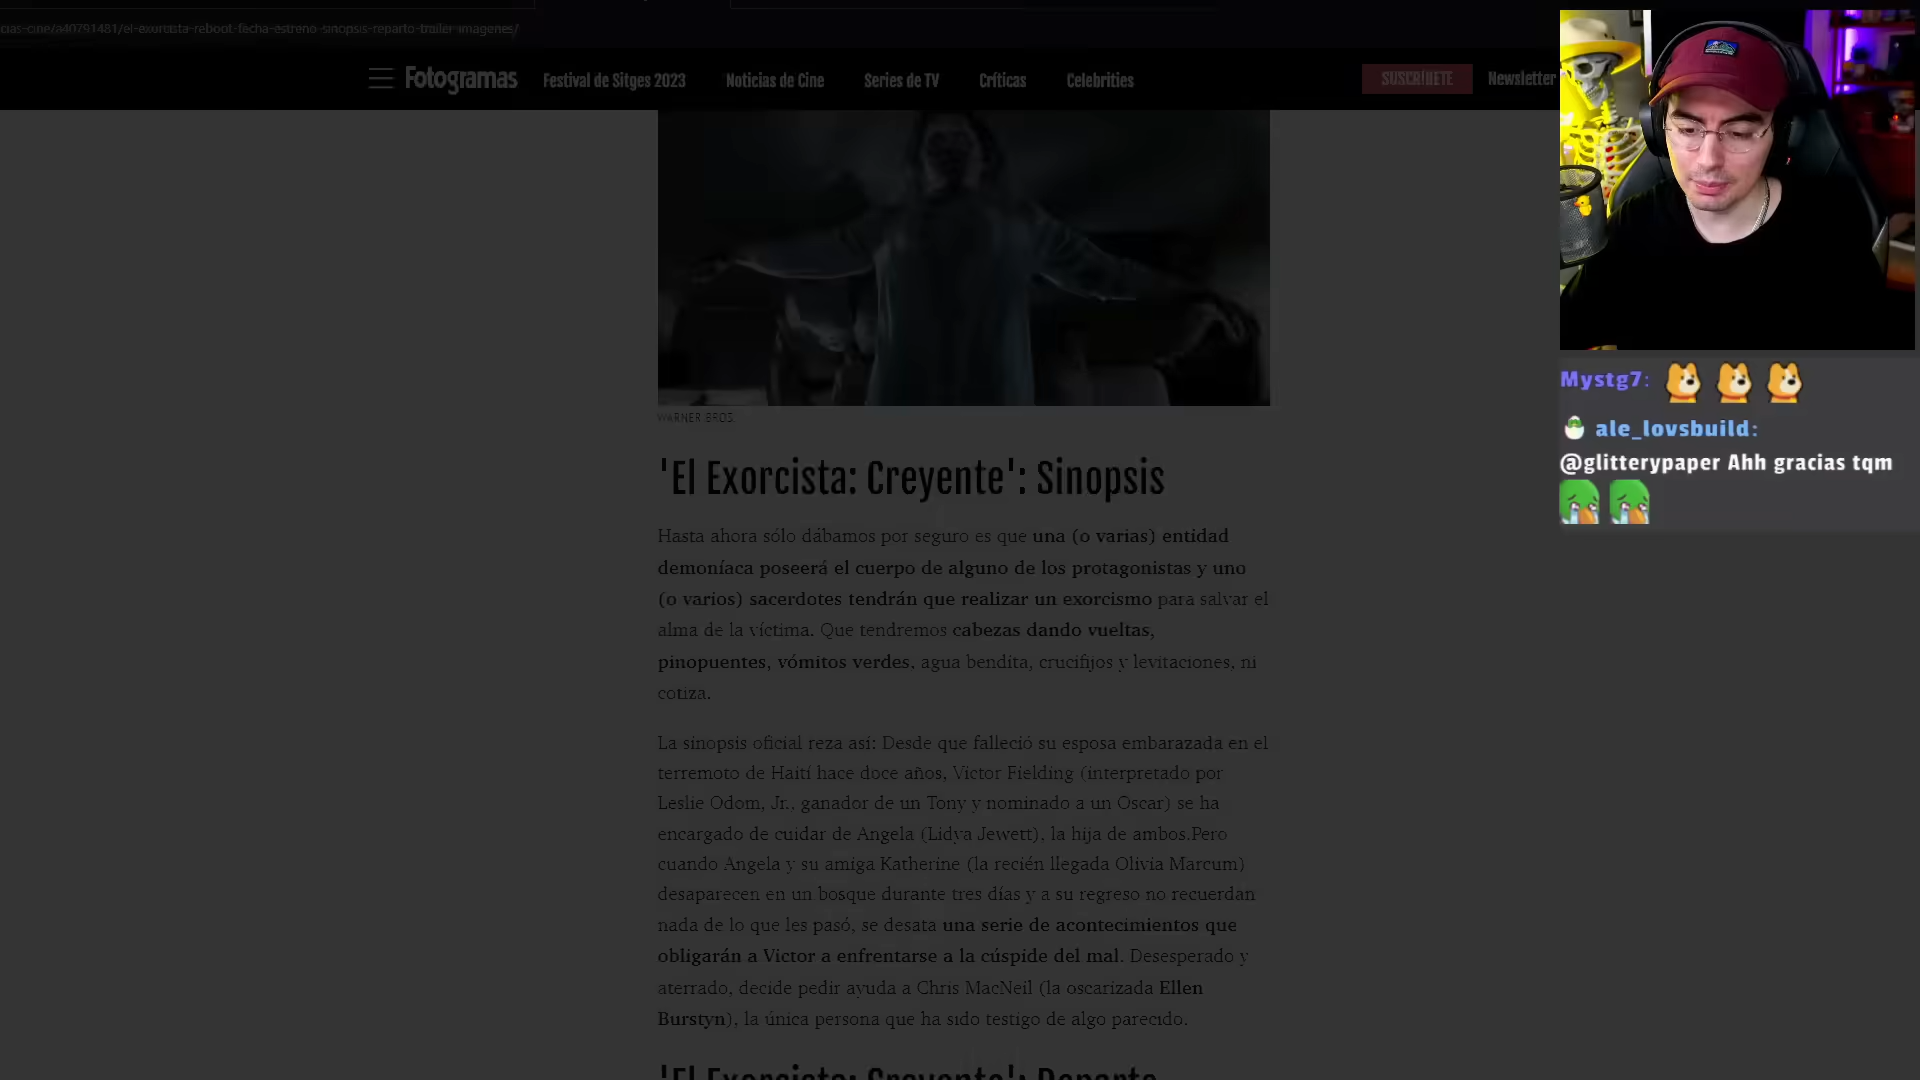 cias-cine/a40791481/el-exorcista-reboot-fecha-estreno-sinopsis-reparto-trailer-imagenes/
Fotogramas Festival de Sitges 2023 Noticias de Cine Series de TV Críticas Celebrities SUSCRÍBETE Newsletter
WARNER BROS.
'El Exorcista: Creyente': Sinopsis
Hasta ahora sólo dábamos por seguro es que una (o varias) entidad
demoníaca poseerá el cuerpo de alguno de los protagonistas y uno
(o varios) sacerdotes tendrán que realizar un exorcismo para salvar el
alma de la víctima. Que tendremos cabezas dando vueltas,
pinopuentes, vómitos verdes, agua bendita, crucifijos y levitaciones, ni
cotiza.
La sinopsis oficial reza así: Desde que falleció su esposa embarazada en el
terremoto de Haití hace doce años, Victor Fielding (interpretado por
Leslie Odom, Jr., ganador de un Tony y nominado a un Oscar) se ha
encargado de cuidar de Angela (Lidya Jewett), la hija de ambos.Pero
cuando Angela y su amiga Katherine (la recién llegada Olivia Marcum)
desaparecen en un bosque durante tres días y a su regreso no recuerdan
nada de lo que les pasó, se desata una serie de acontecimientos que
obligarán a Victor a enfrentarse a la cúspide del mal. Desesperado y
aterrado, decide pedir ayuda a Chris MacNeil (la oscarizada Ellen
Burstyn), la única persona que ha sido testigo de algo parecido.
'El Exorcista: Creyente': Reparto
Mystg7:
ale_lovsbuild:
@glitterypaper Ahh gracias tqm